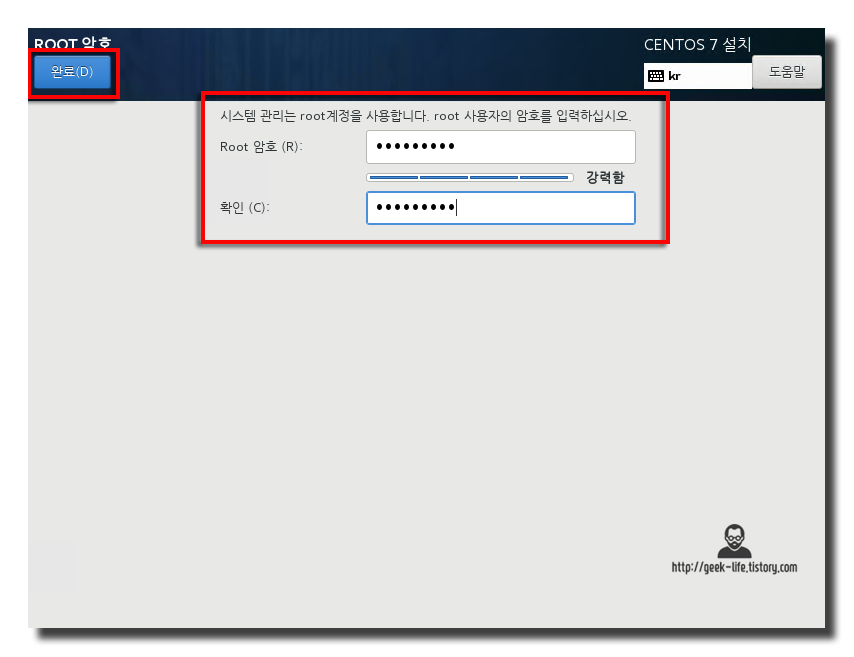 ROOT 암호
CENTOS 7 설치
완료(D)
kr
도움말
시스템 관리는 root계정을 사용합니다. root 사용자의 암호를 입력하십시오.
Root 암호 (R):
●●●●●●●●●
강력함
확인 (C):
●●●●●●●●●
http://geek-life.tistory.com